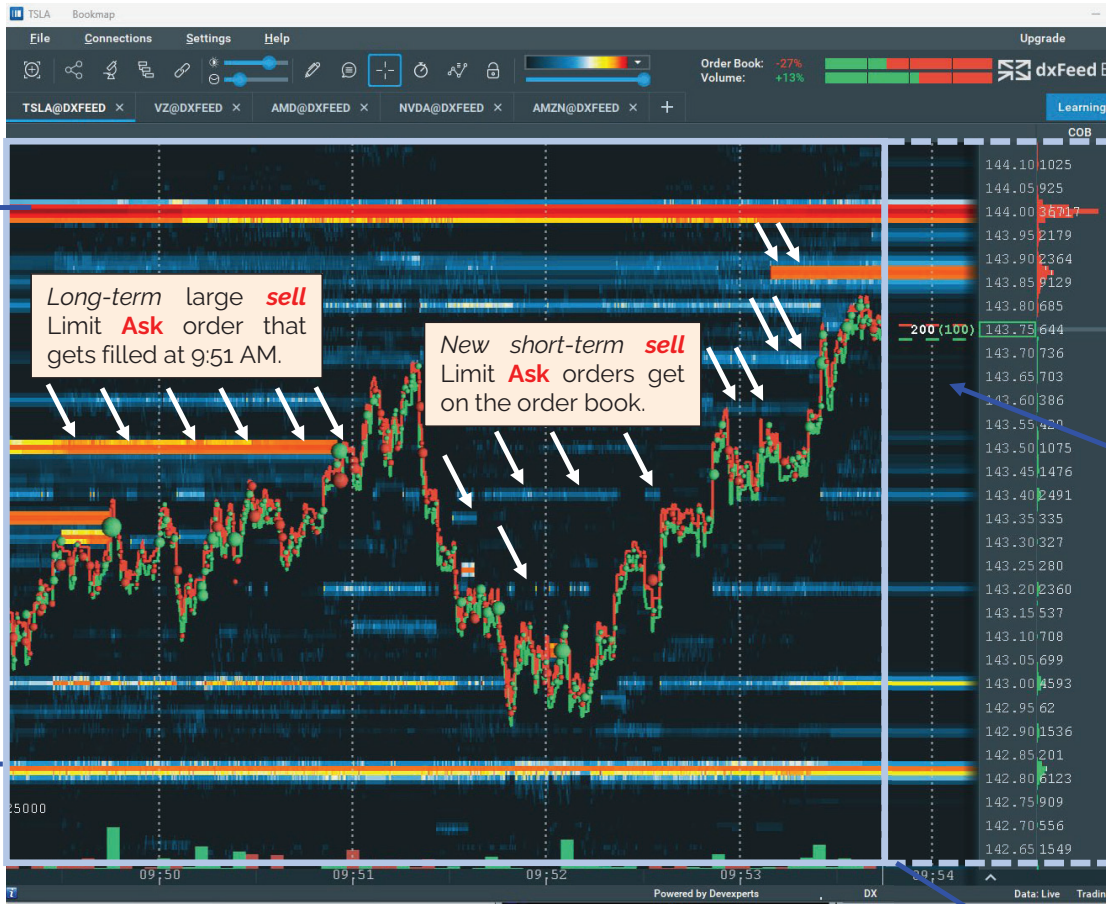 TSLA Bookmap
File Connections Settings Help Upgrade
Order Book: -27%
Volume: +13%
dxFeed
TSLA@DXFEED × VZ@DXFEED × AMD@DXFEED × NVDA@DXFEED × AMZN@DXFEED × +
Learning
COB
144.10 1025
144.05 925
144.00 36717
143.95 2179
143.90 2364
143.85 9129
143.80 685
200 (100) 143.75 644
143.70 736
143.65 703
143.60 386
143.55
143.50 1075
143.45 1476
143.40 2491
143.35 335
143.30 327
143.25 280
143.20 2360
143.15 537
143.10 708
143.05 699
143.00 4593
142.95 62
142.90 1536
142.85 201
142.80 6123
142.75 909
142.70 556
142.65 1549
Long-term large sell
Limit Ask order that
gets filled at 9:51 AM.
New short-term sell
Limit Ask orders get
on the order book.
25000
09:50 09:51 09:52 09:53 09:54
Powered by Devexperts DX Data: Live